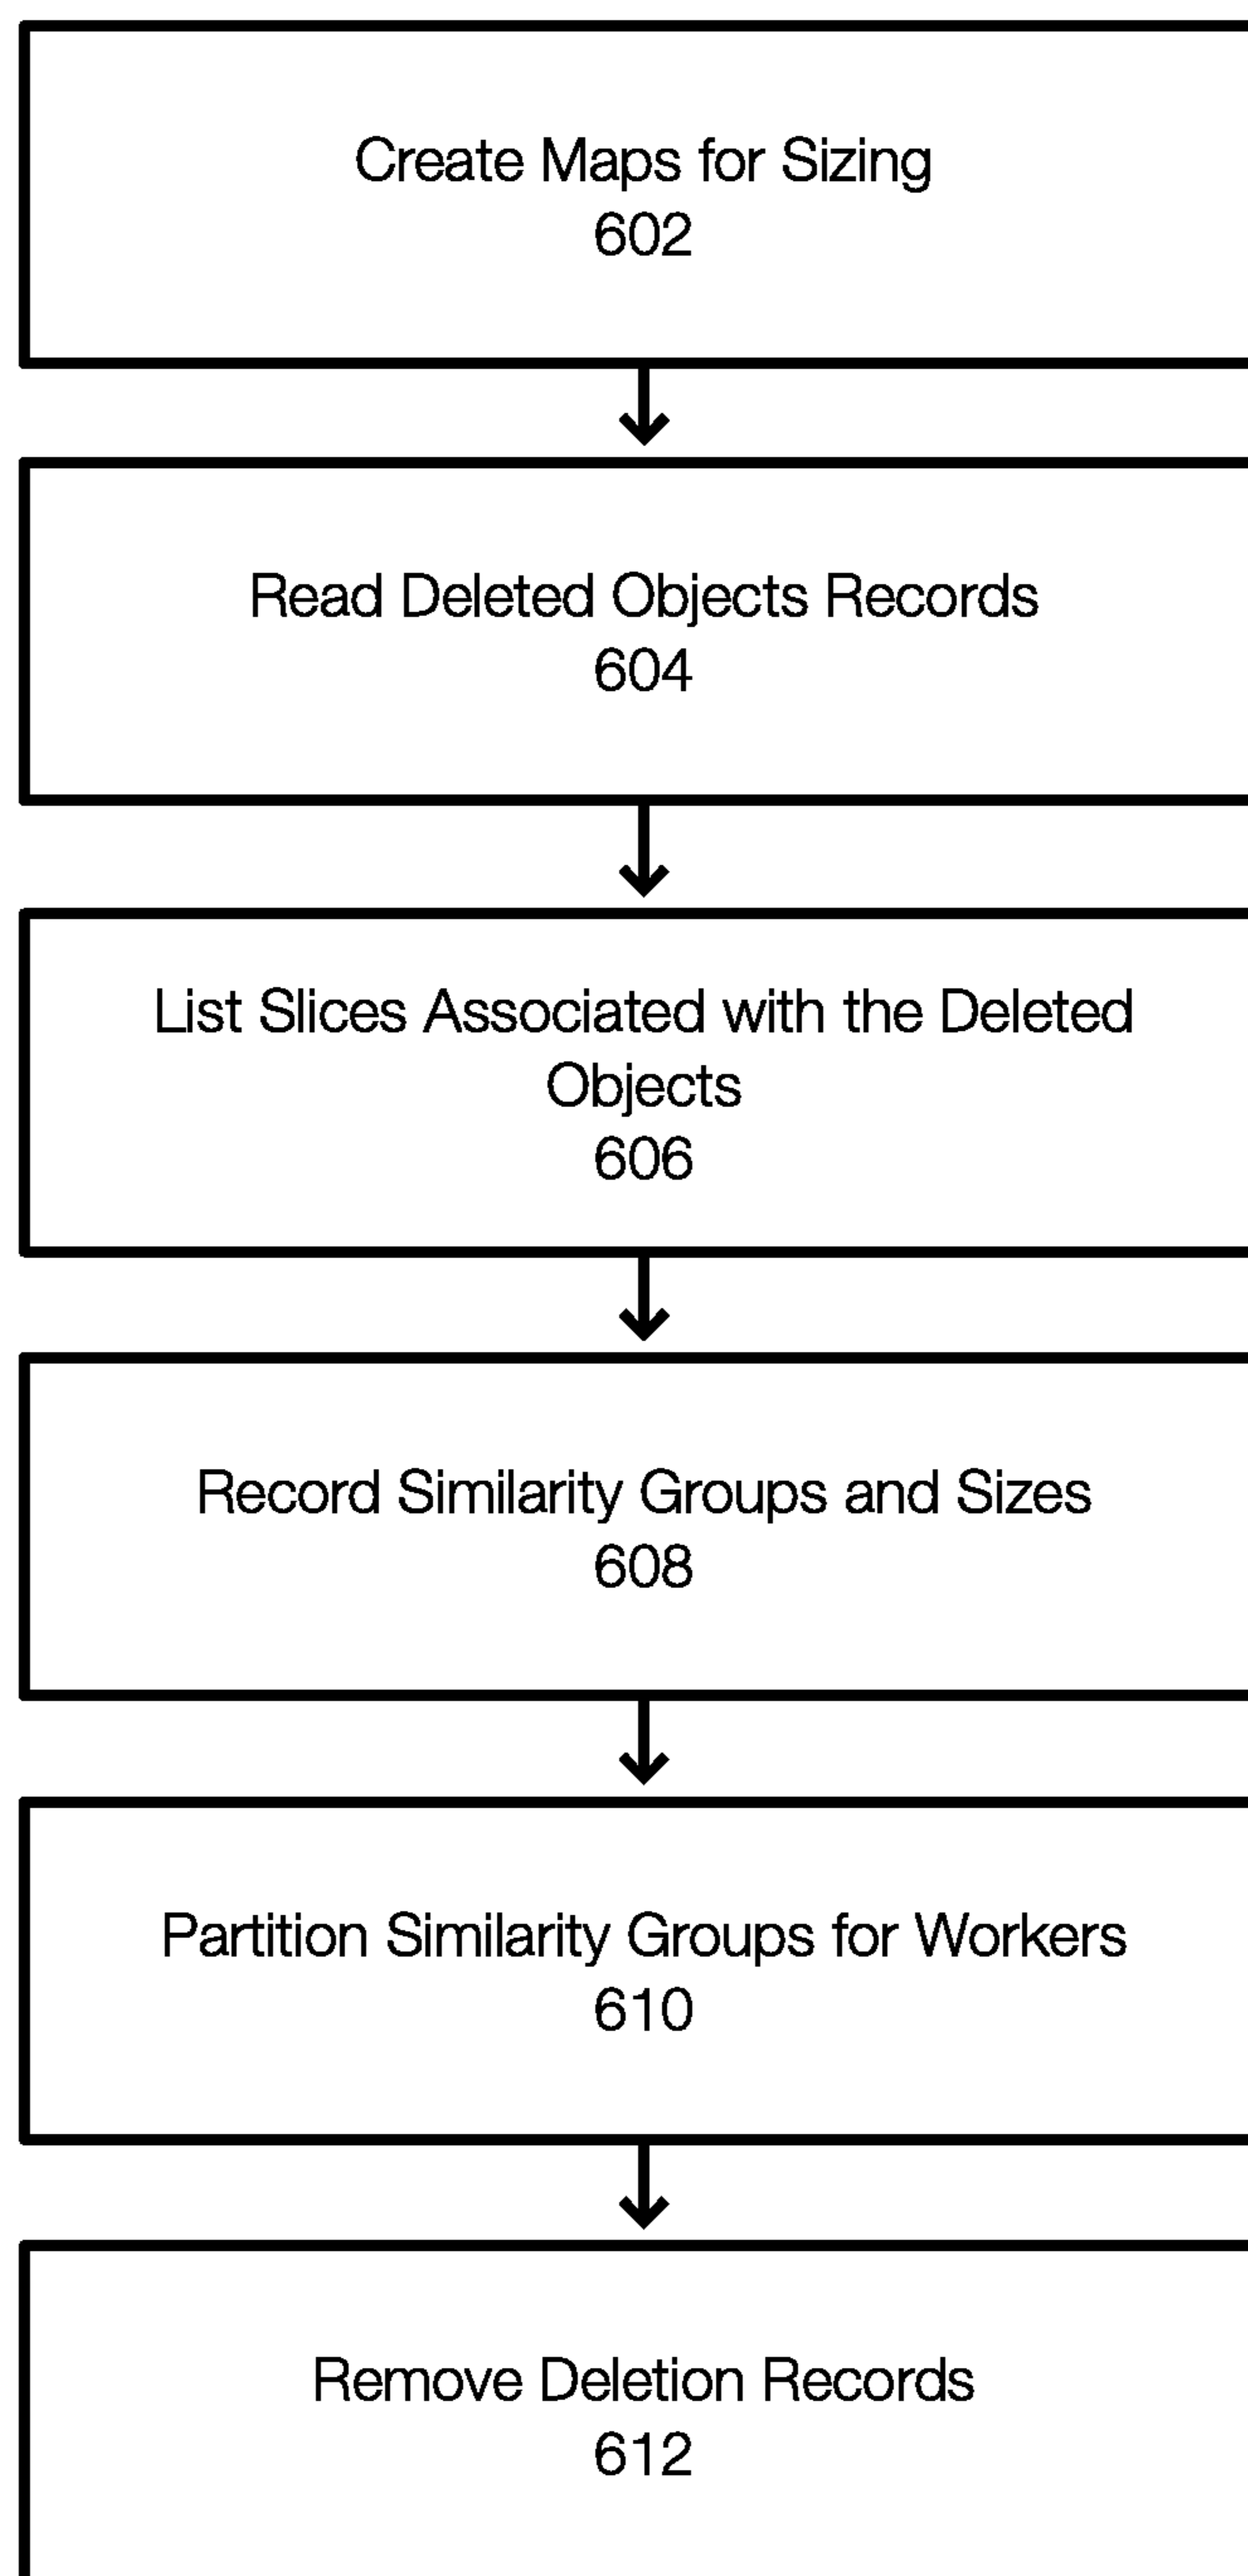 Create Maps for Sizing
602
Read Deleted Objects Records
604
List Slices Associated with the Deleted
Objects
606
Record Similarity Groups and Sizes
608
Partition Similarity Groups for Workers
610
Remove Deletion Records
612